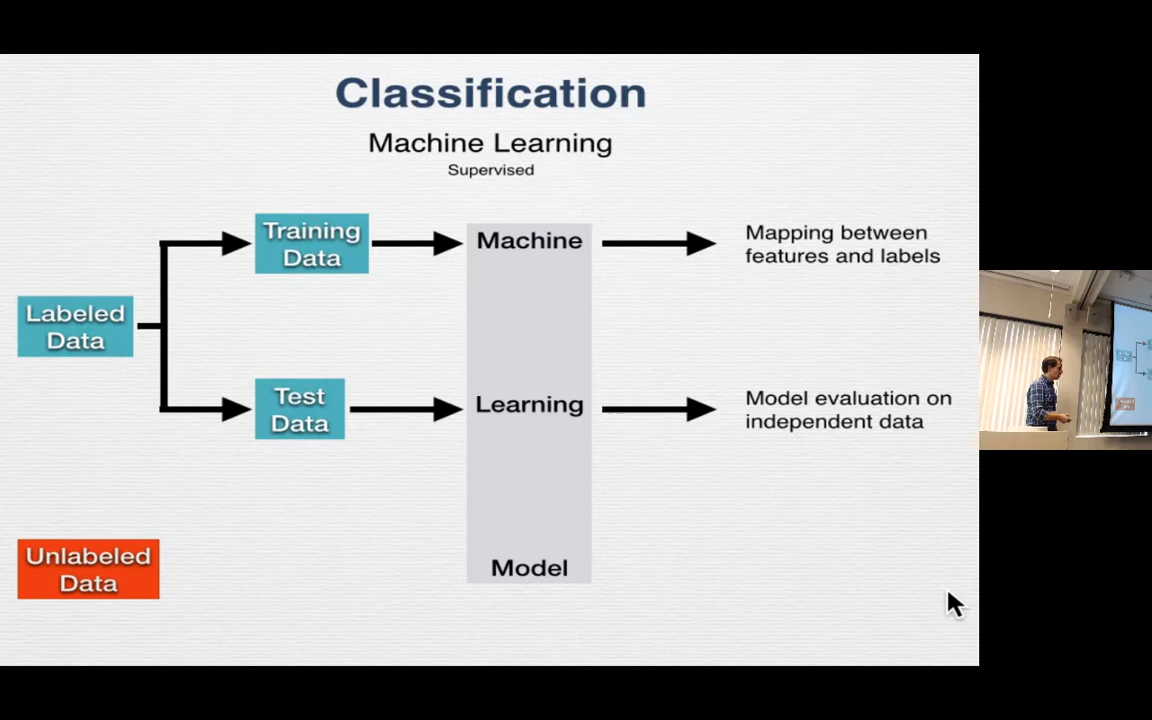 Classification
Machine Learning
Supervised
Training
Data
Machine
Mapping between
features and labels
Labeled
Data
Test
Data
Learning
Model evaluation on
independent data
Unlabeled
Data
Model